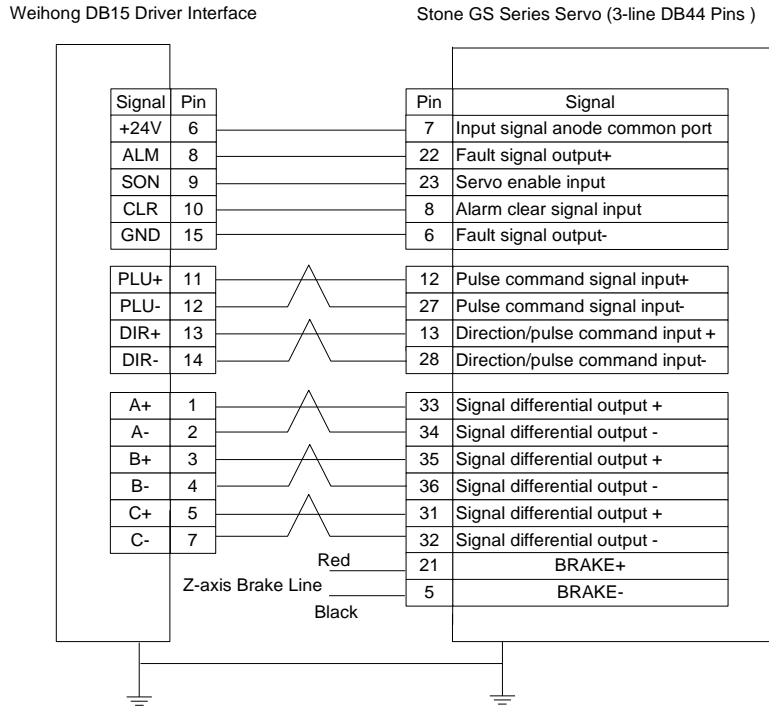 Weihong DB15 Driver Interface
Stone GS Series Servo (3-line DB44 Pins )
Signal Pin Pin Signal
+24V 6 7 Input signal anode common port
ALM 8 22 Fault signal output+
SON 9 23 Servo enable input
CLR 10 8 Alarm clear signal input
GND 15 6 Fault signal output-
PLU+ 11 12 Pulse command signal input+
PLU- 12 27 Pulse command signal input-
DIR+ 13 13 Direction/pulse command input +
DIR- 14 28 Direction/pulse command input-
A+ 1 33 Signal differential output +
A- 2 34 Signal differential output -
B+ 3 35 Signal differential output +
B- 4 36 Signal differential output -
C+ 5 31 Signal differential output +
C- 7 32 Signal differential output -
Red 21 BRAKE+
Z-axis Brake Line 5 BRAKE-
Black